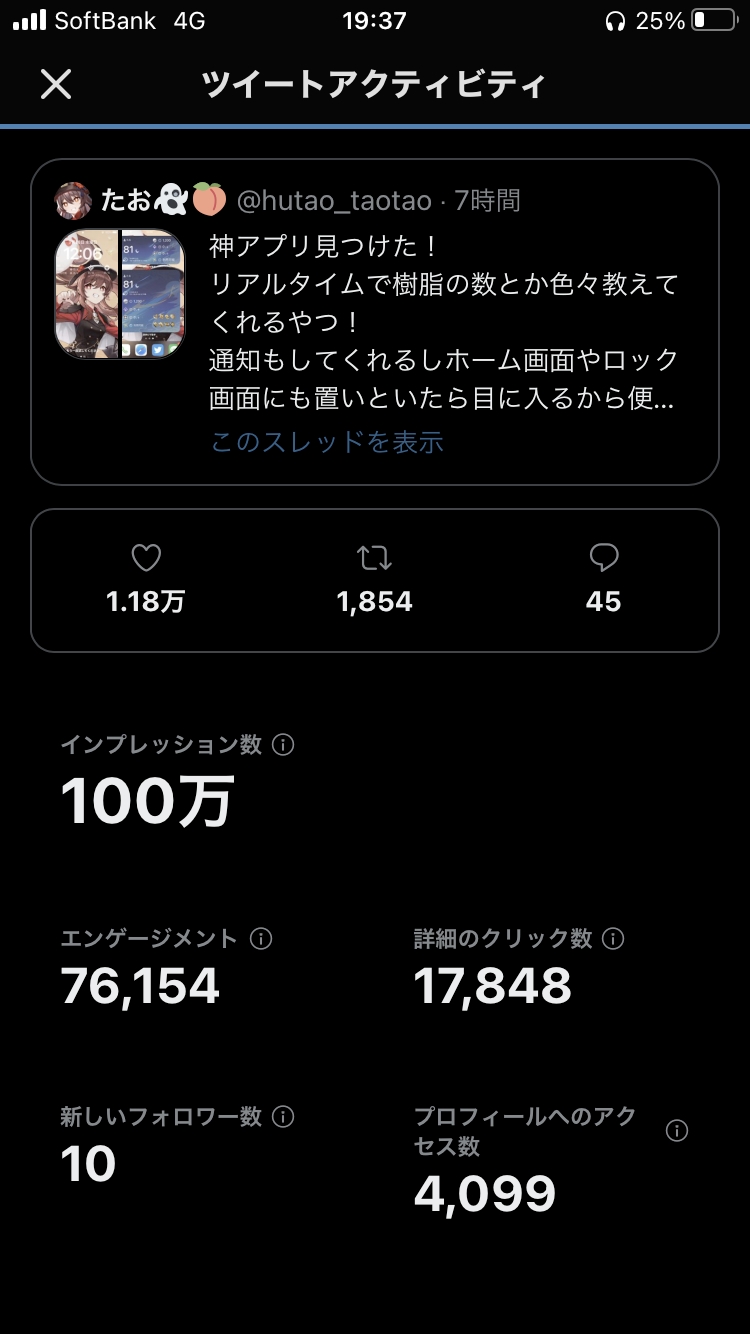 SoftBank 4G 19:37 25%
ツイートアクティビティ
たお👻🍑 @hutao_taotao · 7時間
神アプリ見つけた！
リアルタイムで樹脂の数とか色々教えて
くれるやつ！
通知もしてくれるしホーム画面やロック
画面にも置いといたら目に入るから便...
このスレッドを表示
12:06
81
81
1.18万 1,854 45
インプレッション数
100万
エンゲージメント 詳細のクリック数
76,154 17,848
新しいフォロワー数 プロフィールへのアク
セス数
10 4,099